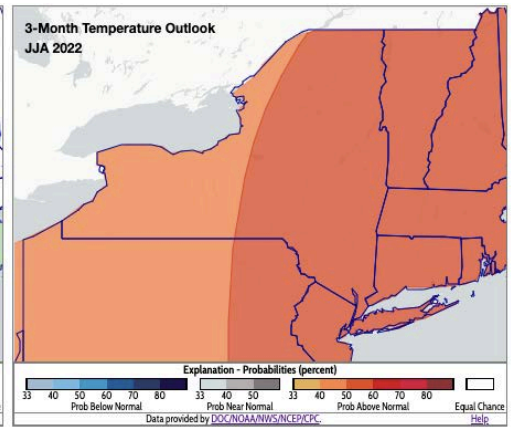 3-Month Temperature Outlook
JJA 2022
Explanation - Probabilities (percent)
33 40 50 60 70 80 33 40 50 33 40 50 60 70 80
Prob Below Normal Prob Near Normal Prob Above Normal Equal Chance
Data provided by DOC/NOAA/NWS/NCEP/CPC. Help